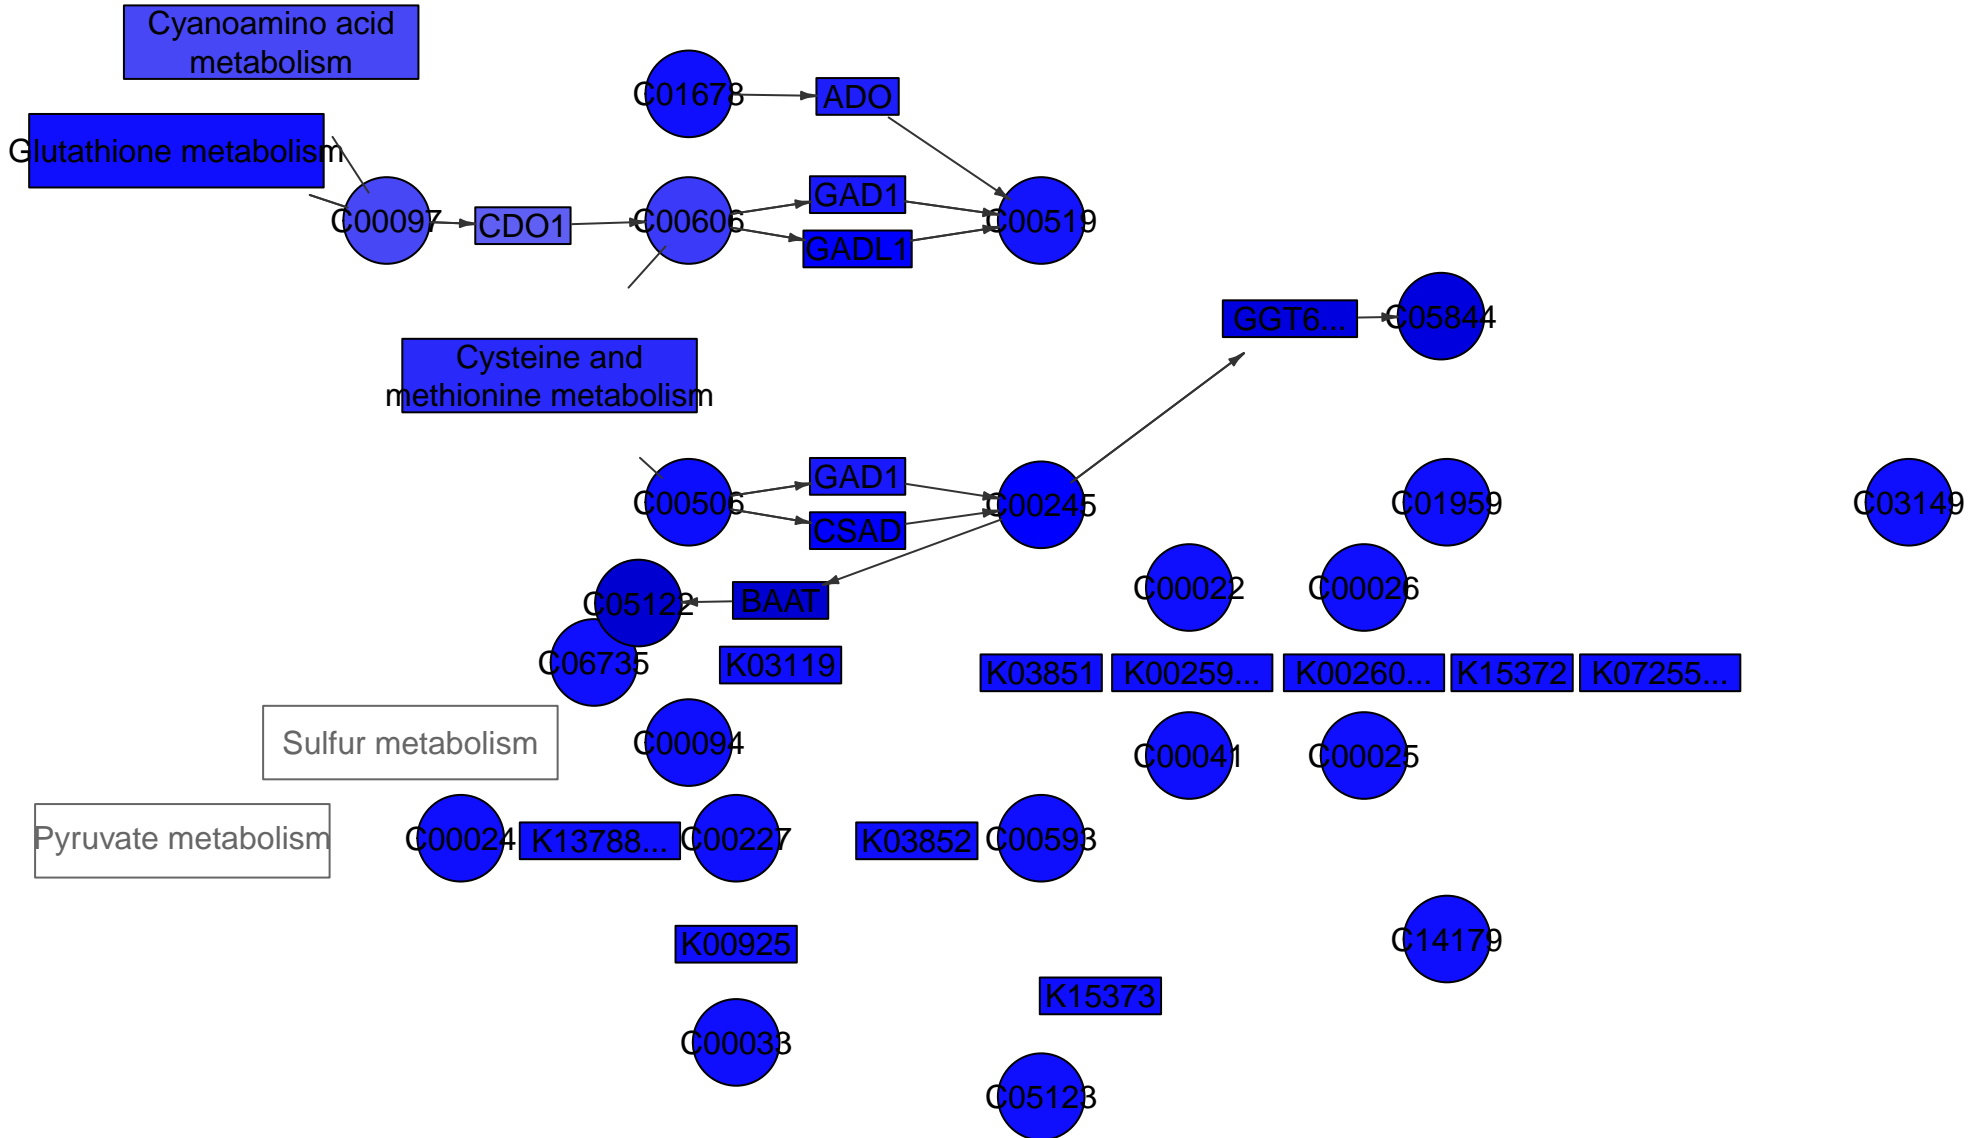 Cyanoamino acid
metabolism
C01678
ADO
Glutathione metabolism
C00097
CDO1
C00606
GAD1
GADL1
C00519
GGT6...
C05844
Cysteine and
methionine metabolism
C00506
GAD1
CSAD
C00245
C01959
C03149
C05122
BAAT
C00022
C00026
C06735
K03119
K03851
K00259...
K00260...
K15372
K07255...
Sulfur metabolism
C00094
C00041
C00025
Pyruvate metabolism
C00024
K13788...
C00227
K03852
C00593
K00925
C14179
K15373
C00033
C05123